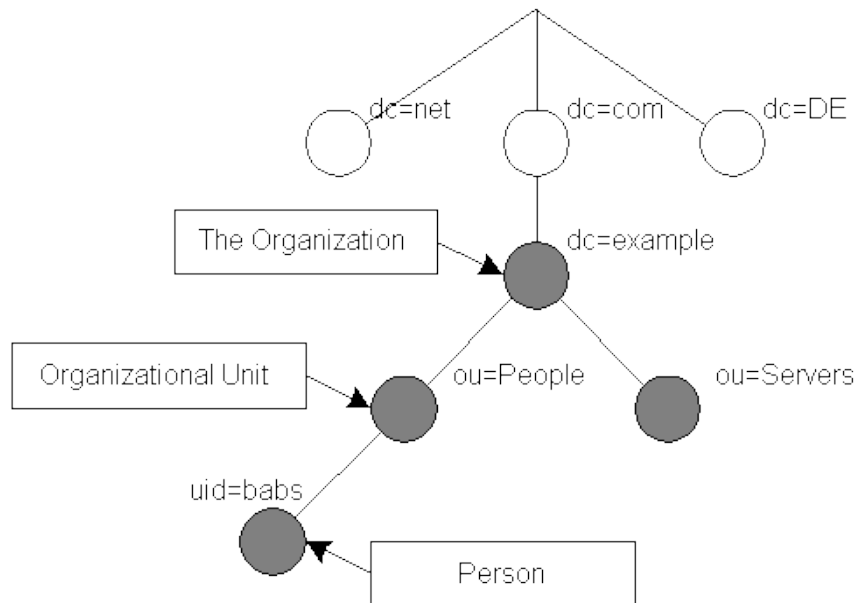 dc=net
dc=com
dc=DE
The Organization
dc=example
Organizational Unit
ou=People
ou=Servers
uid=babs
Person